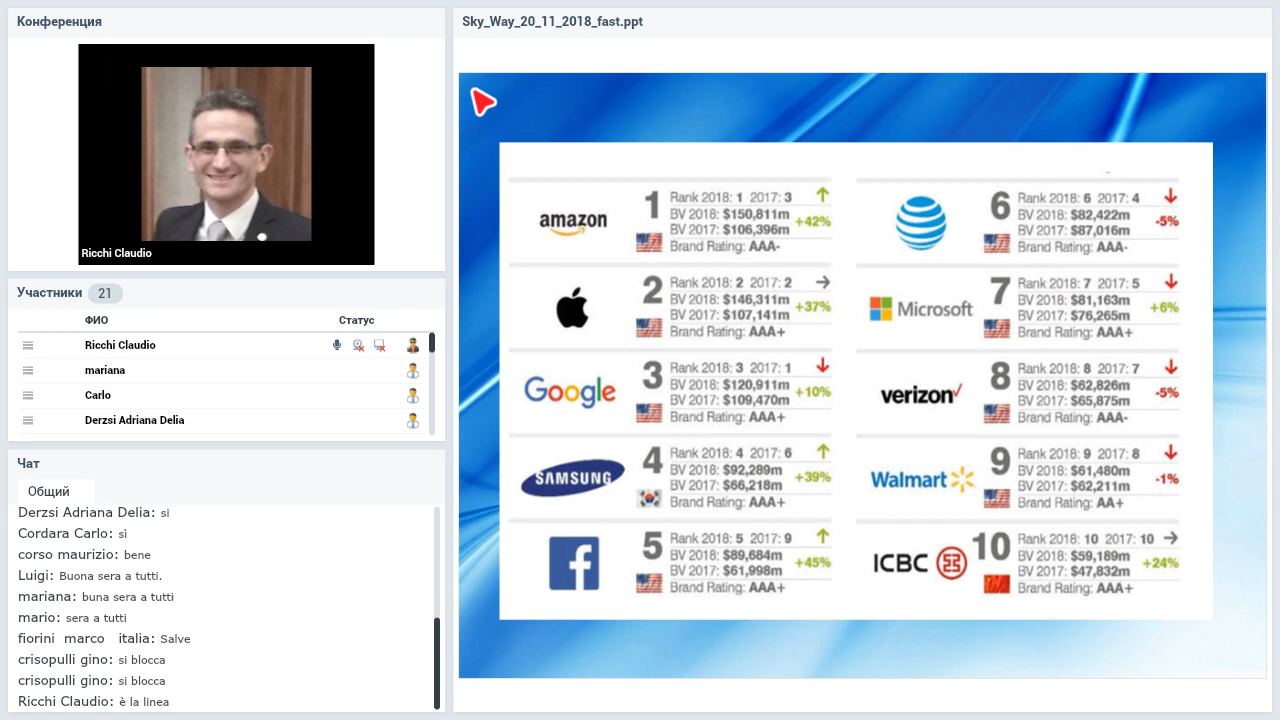 Конференция
Ricchi Claudio
Участники 21
ФИО Статус
Ricchi Claudio
mariana
Carlo
Derzsi Adriana Delia
Чат
Общий
Derzsi Adriana Delia: si
Cordara Carlo: sì
corso maurizio: bene
Luigi: Buona sera a tutti.
mariana: buna sera a tutti
mario: sera a tutti
fiorini marco italia: Salve
crisopulli gino: si blocca
crisopulli gino: si blocca
Ricchi Claudio: è la linea
Sky_Way_20_11_2018_fast.ppt
amazon
1
Rank 2018: 1 2017: 3
BV 2018: $150,811m
BV 2017: $106,396m
+42%
Brand Rating: AAA-
2
Rank 2018: 2 2017: 2
BV 2018: $146,311m
BV 2017: $107,141m
+37%
Brand Rating: AAA+
Google
3
Rank 2018: 3 2017: 1
BV 2018: $120,911m
BV 2017: $109,470m
+10%
Brand Rating: AAA+
SAMSUNG
4
Rank 2018: 4 2017: 6
BV 2018: $92,289m
BV 2017: $66,218m
+39%
Brand Rating: AAA+
5
Rank 2018: 5 2017: 9
BV 2018: $89,684m
BV 2017: $61,998m
+45%
Brand Rating: AAA+
6
Rank 2018: 6 2017: 4
BV 2018: $82,422m
BV 2017: $87,016m
-5%
Brand Rating: AAA-
Microsoft
7
Rank 2018: 7 2017: 5
BV 2018: $81,163m
BV 2017: $76,265m
+6%
Brand Rating: AAA+
verizon
8
Rank 2018: 8 2017: 7
BV 2018: $62,826m
BV 2017: $65,875m
-5%
Brand Rating: AAA-
Walmart
9
Rank 2018: 9 2017: 8
BV 2018: $61,480m
BV 2017: $62,211m
-1%
Brand Rating: AA+
ICBC
10
Rank 2018: 10 2017: 10
BV 2018: $59,189m
BV 2017: $47,832m
+24%
Brand Rating: AAA+